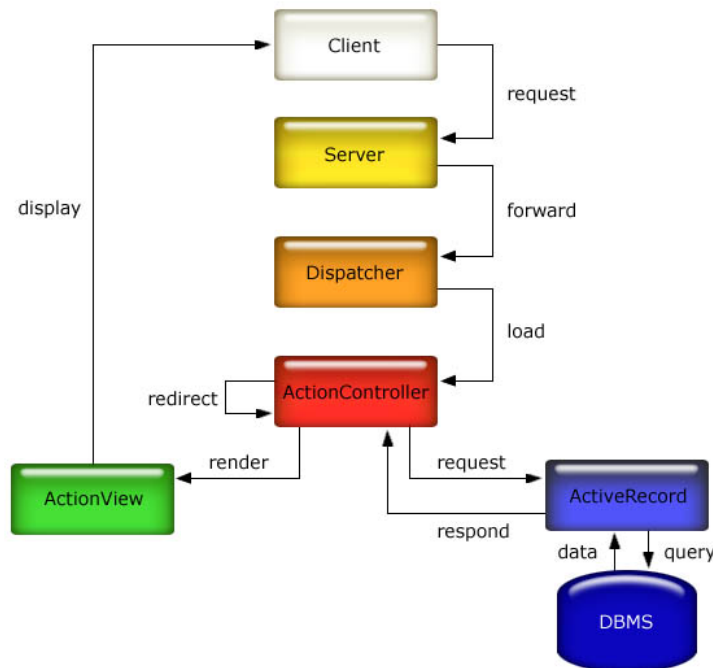 Client
request
Server
display
forward
Dispatcher
load
ActionController
redirect
render
request
ActionView
ActiveRecord
respond
data
query
DBMS